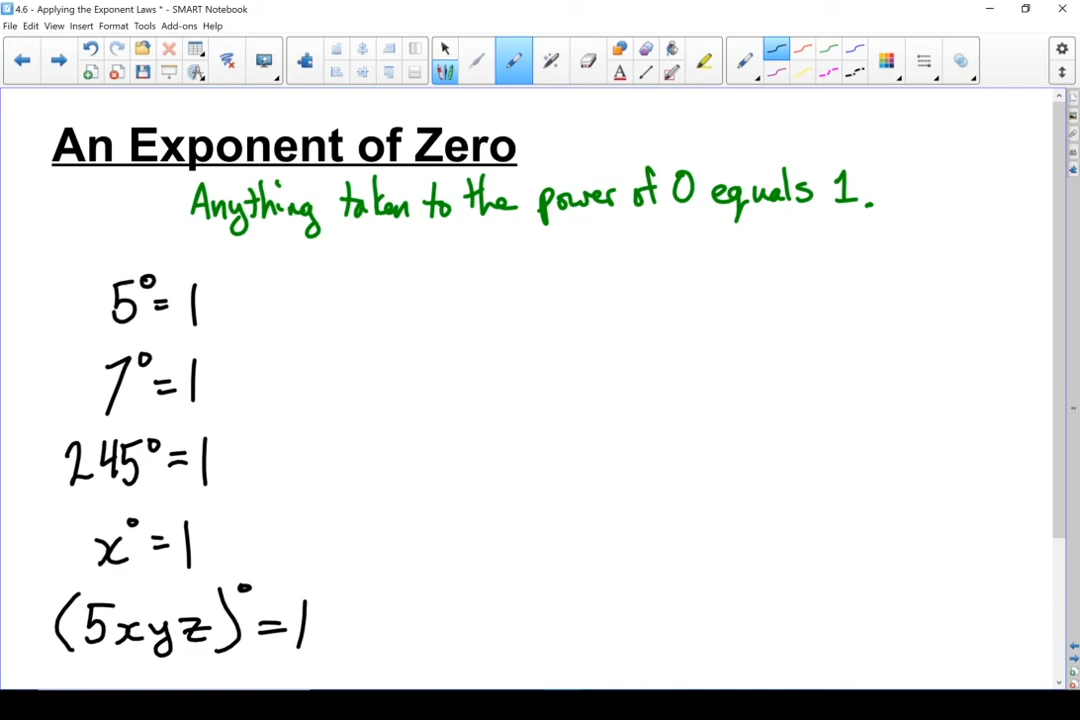 4.6 - Applying the Exponent Laws * - SMART Notebook
File Edit View Insert Format Tools Add-ons Help
An Exponent of Zero
Anything taken to the power of 0 equals 1.
5⁰ = 1
7⁰ = 1
245⁰ = 1
x⁰ = 1
(5xyz)⁰ = 1